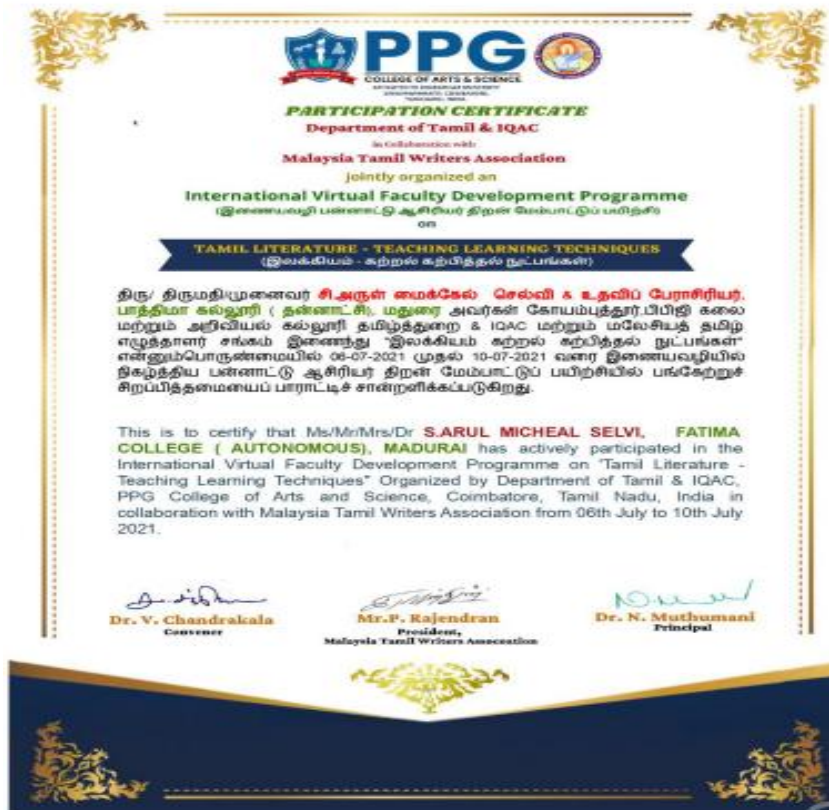 PPG
COLLEGE OF ARTS & SCIENCE
PARTICIPATION CERTIFICATE
Department of Tamil & IQAC
in Collaboration with
Malaysia Tamil Writers Association
jointly organized an
International Virtual Faculty Development Programme
(இணையவழி பன்னாட்டு ஆசிரியர் திறன் மேம்பாட்டுப் பயிற்சி)
on
TAMIL LITERATURE - TEACHING LEARNING TECHNIQUES
(இலக்கியம் - கற்றல் கற்பித்தல் நுட்பங்கள்)
திரு/ திருமதி/முனைவர் சி.அருள் மைக்கேல் செல்வி & உதவிப் பேராசிரியர்,
பாத்திமா கல்லூரி ( தன்னாட்சி), மதுரை அவர்கள் கோயம்புத்தூர்,பிபிஜி கலை
மற்றும் அறிவியல் கல்லூரி தமிழ்த்துறை & IQAC மற்றும் மலேசியத் தமிழ்
எழுத்தாளர் சங்கம் இணைந்து "இலக்கியம் கற்றல் கற்பித்தல் நுட்பங்கள்"
என்னும்பொருண்மையில் 06-07-2021 முதல் 10-07-2021 வரை இணையவழியில்
நிகழ்த்திய பன்னாட்டு ஆசிரியர் திறன் மேம்பாட்டுப் பயிற்சியில் பங்கேற்றுச்
சிறப்பித்தமையைப் பாராட்டிச் சான்றளிக்கப்படுகிறது.
This is to certify that Ms/Mr/Mrs/Dr S.ARUL MICHEAL SELVI, FATIMA
COLLEGE ( AUTONOMOUS), MADURAI has actively participated in the
International Virtual Faculty Development Programme on "Tamil Literature -
Teaching Learning Techniques" Organized by Department of Tamil & IQAC,
PPG College of Arts and Science, Coimbatore, Tamil Nadu, India in
collaboration with Malaysia Tamil Writers Association from 06th July to 10th July
2021.
Dr. V. Chandrakala
Convener
Mr.P. Rajendran
President,
Malaysia Tamil Writers Association
Dr. N. Muthumani
Principal